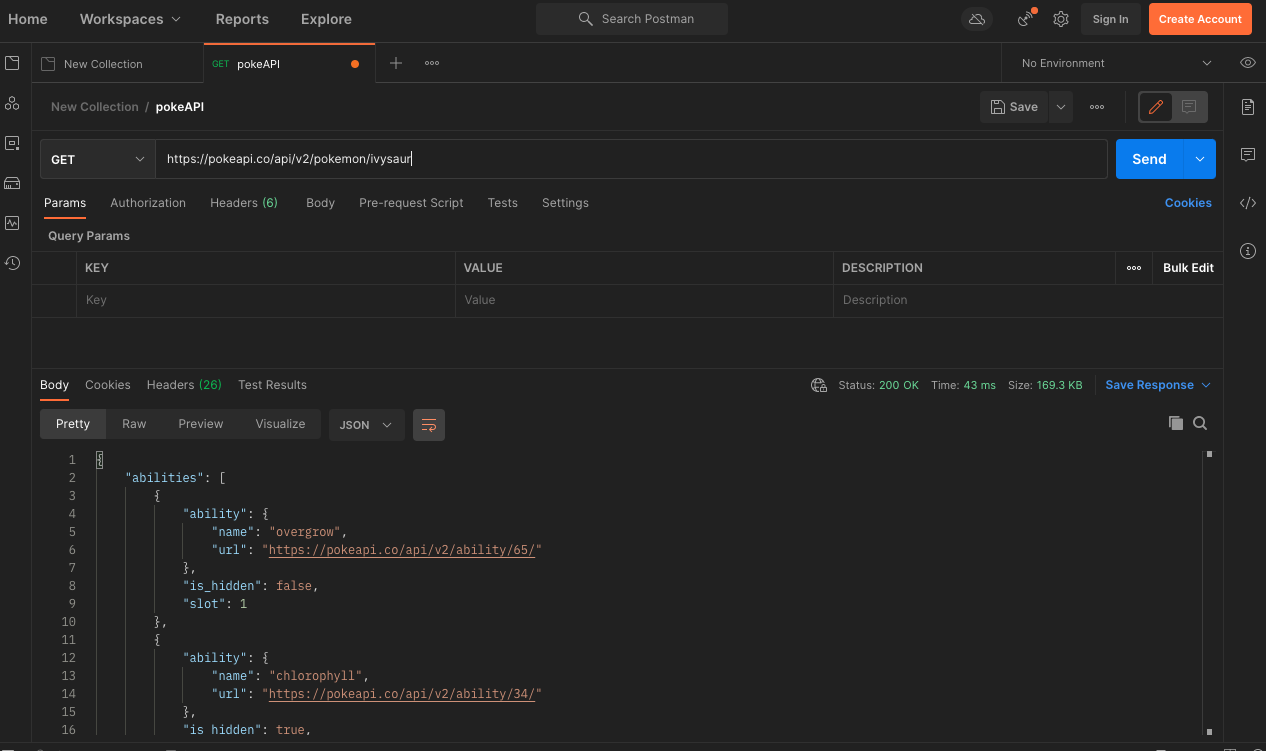 Home Workspaces Reports Explore Search Postman Sign In Create Account
New Collection GET pokeAPI No Environment
New Collection / pokeAPI Save
GET https://pokeapi.co/api/v2/pokemon/ivysaur Send
Params Authorization Headers (6) Body Pre-request Script Tests Settings Cookies
Query Params
KEY VALUE DESCRIPTION Bulk Edit
Key Value Description
Body Cookies Headers (26) Test Results Status: 200 OK Time: 43 ms Size: 169.3 KB Save Response
Pretty Raw Preview Visualize JSON
1 {
2 "abilities": [
3 {
4 "ability": {
5 "name": "overgrow",
6 "url": "https://pokeapi.co/api/v2/ability/65/"
7 },
8 "is_hidden": false,
9 "slot": 1
10 },
11 {
12 "ability": {
13 "name": "chlorophyll",
14 "url": "https://pokeapi.co/api/v2/ability/34/"
15 },
16 "is_hidden": true,